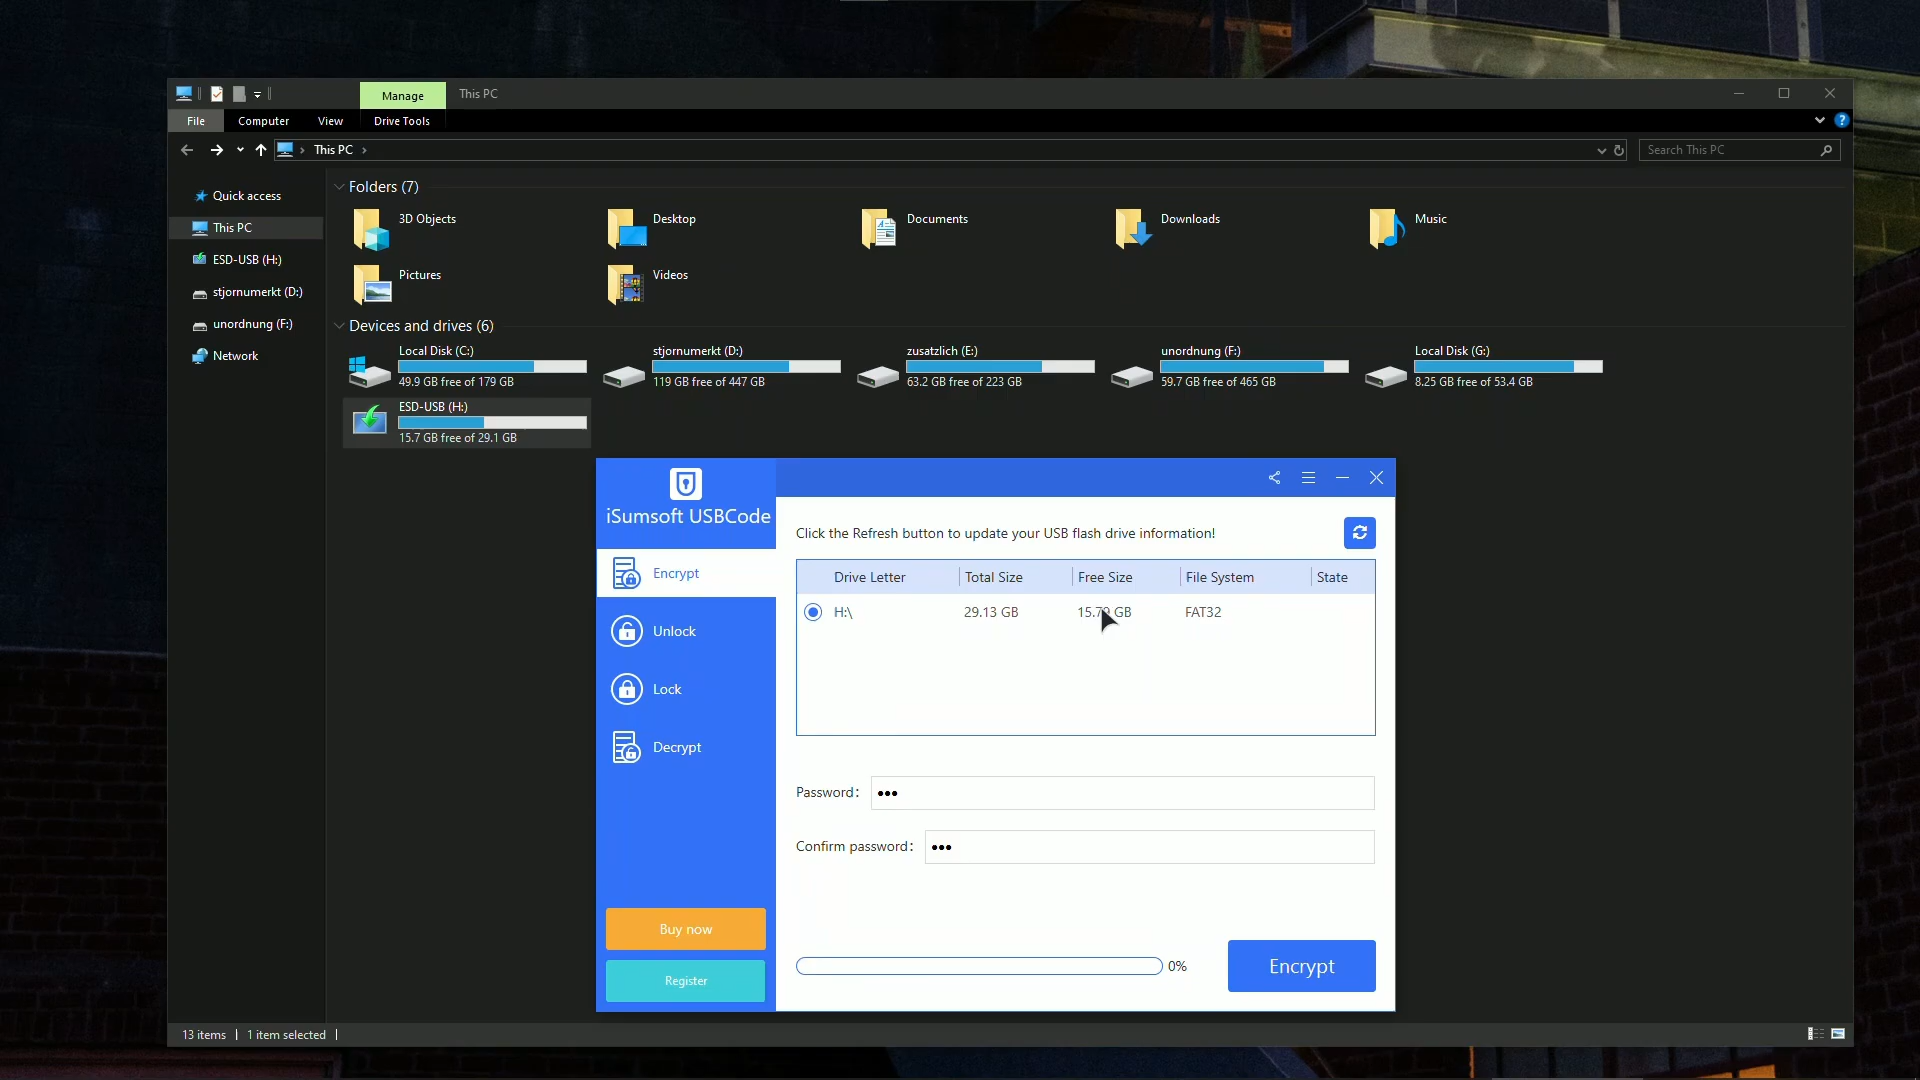 Manage
This PC
File
Computer
View
Drive Tools
This PC
Search This PC
Quick access
This PC
ESD-USB (H:)
stjornumerkt (D:)
unordnung (F:)
Network
Folders (7)
3D Objects
Desktop
Documents
Downloads
Music
Pictures
Videos
Devices and drives (6)
Local Disk (C:)
49.9 GB free of 179 GB
stjornumerkt (D:)
119 GB free of 447 GB
zusatzlich (E:)
63.2 GB free of 223 GB
unordnung (F:)
59.7 GB free of 465 GB
Local Disk (G:)
8.25 GB free of 53.4 GB
ESD-USB (H:)
15.7 GB free of 29.1 GB
iSumsoft USBCode
Encrypt
Unlock
Lock
Decrypt
Buy now
Register
Click the Refresh button to update your USB flash drive information!
Drive Letter Total Size Free Size File System State
H:\ 29.13 GB GB FAT32
Password:
Confirm password:
0%
Encrypt
13 items
1 item selected